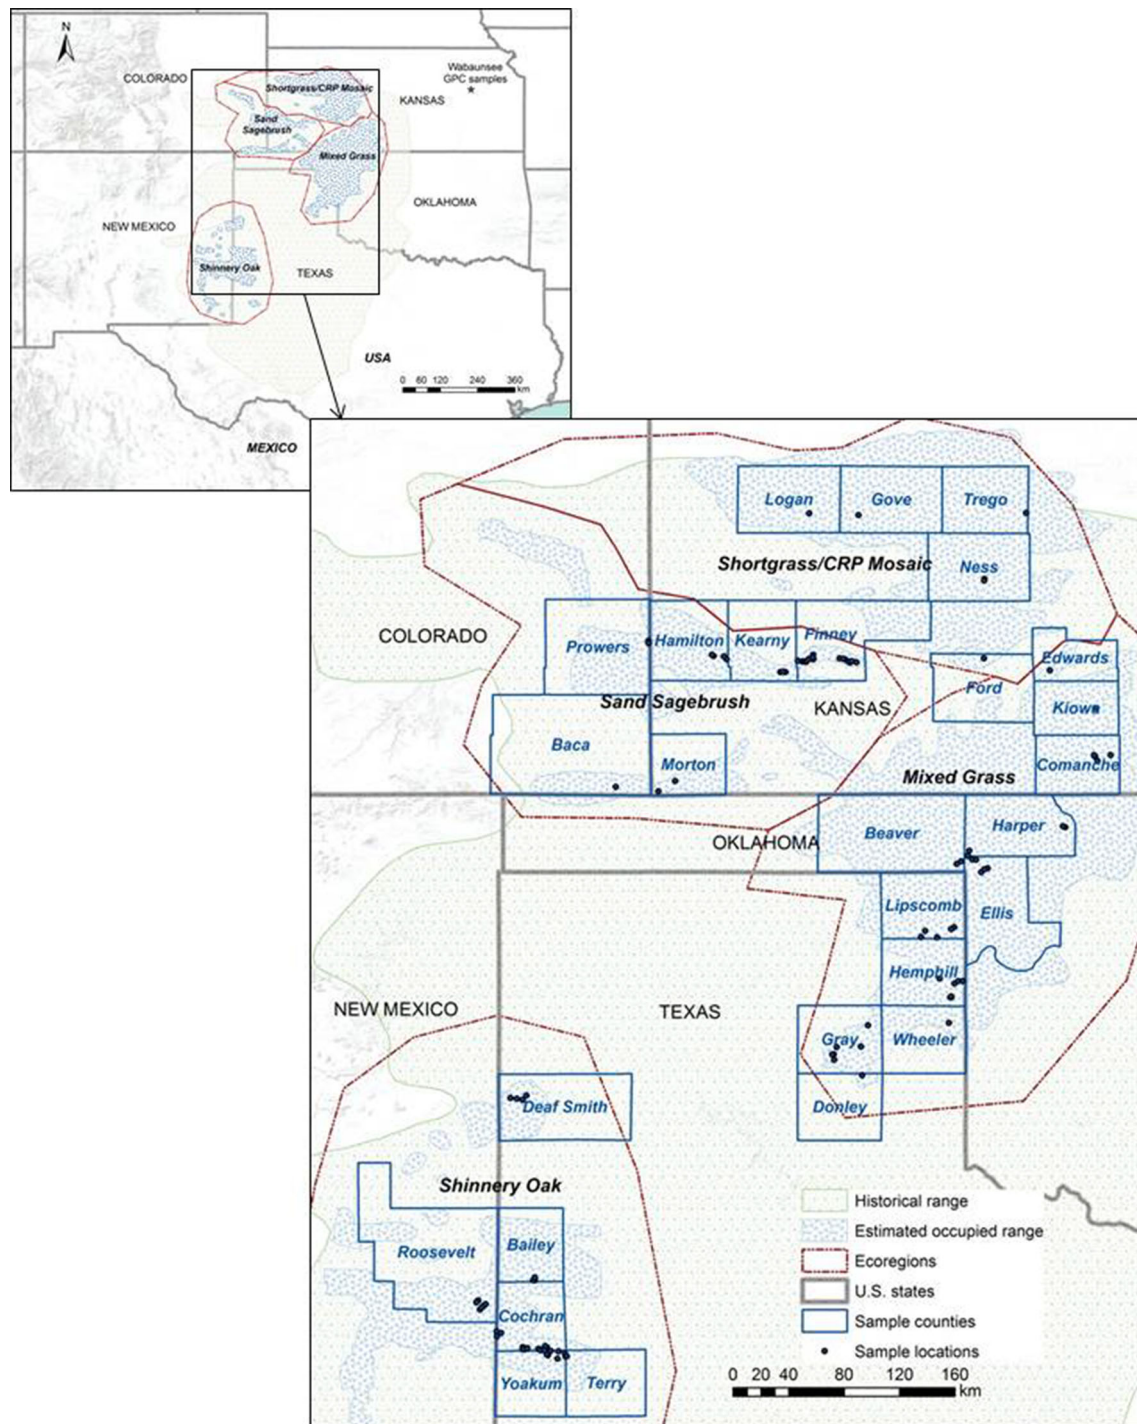 N
COLORADO
Wabaunsee
GPC samples
Shortgrass/CRP Mosaic
KANSAS
Sand
Sagebrush
Mixed Grass
OKLAHOMA
NEW MEXICO
Shinnery Oak
TEXAS
USA
0 60 120 240 360
km
MEXICO
Logan Gove Trego
Shortgrass/CRP Mosaic
Ness
COLORADO
Prowers Hamilton Kearny Finney
Edwards
Ford
Sand Sagebrush
KANSAS
Kiowa
Baca
Morton
Comanche
Mixed Grass
Beaver
Harper
OKLAHOMA
Lipscomb
Ellis
Hemphill
NEW MEXICO
TEXAS
Gray Wheeler
Deaf Smith
Donley
Shinnery Oak
Historical range
Estimated occupied range
Roosevelt Bailey
Ecoregions
U.S. states
Cochran
Sample counties
Sample locations
Yoakum Terry
0 20 40 80 120 160
km